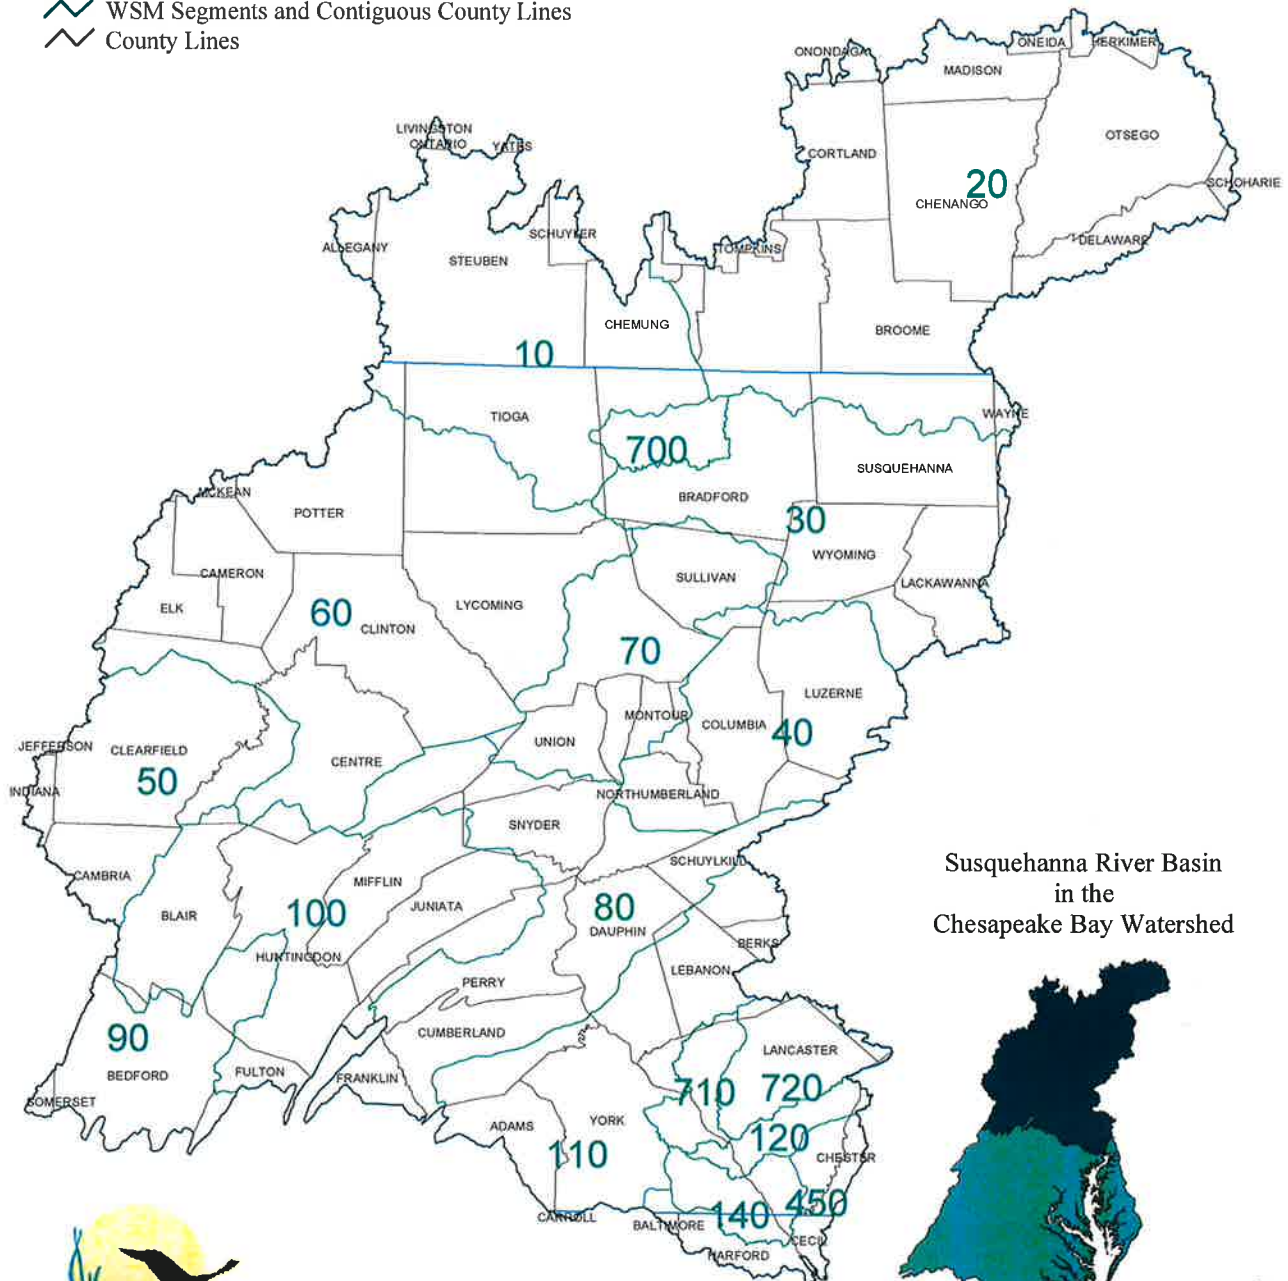 WSM Segments and Contiguous County Lines
County Lines
ONEIDA
HERKIMER
ONONDAGA
MADISON
LIVINGSTON
ONTARIO
YATES
OTSEGO
CORTLAND
20
SCHOHARIE
CHENANGO
SCHUYLER
DELAWARE
ALLEGANY
TOMPKINS
STEUBEN
CHEMUNG
BROOME
10
WAYNE
TIOGA
700
SUSQUEHANNA
MCKEAN
BRADFORD
POTTER
30
WYOMING
CAMERON
SULLIVAN
LACKAWANNA
ELK
LYCOMING
60
CLINTON
70
LUZERNE
MONTOUR
COLUMBIA
40
JEFFERSON
CLEARFIELD
UNION
CENTRE
50
INDIANA
NORTHUMBERLAND
SNYDER
SCHUYLKILL
CAMBRIA
MIFFLIN
JUNIATA
80
100
BLAIR
DAUPHIN
BERKS
HUNTINGDON
LEBANON
PERRY
CUMBERLAND
90
LANCASTER
BEDFORD
FULTON
FRANKLIN
710
720
SOMERSET
YORK
ADAMS
120
110
CHESTER
450
CARROLL
140
BALTIMORE
CECIL
HARFORD
Susquehanna River Basin
in the
Chesapeake Bay Watershed